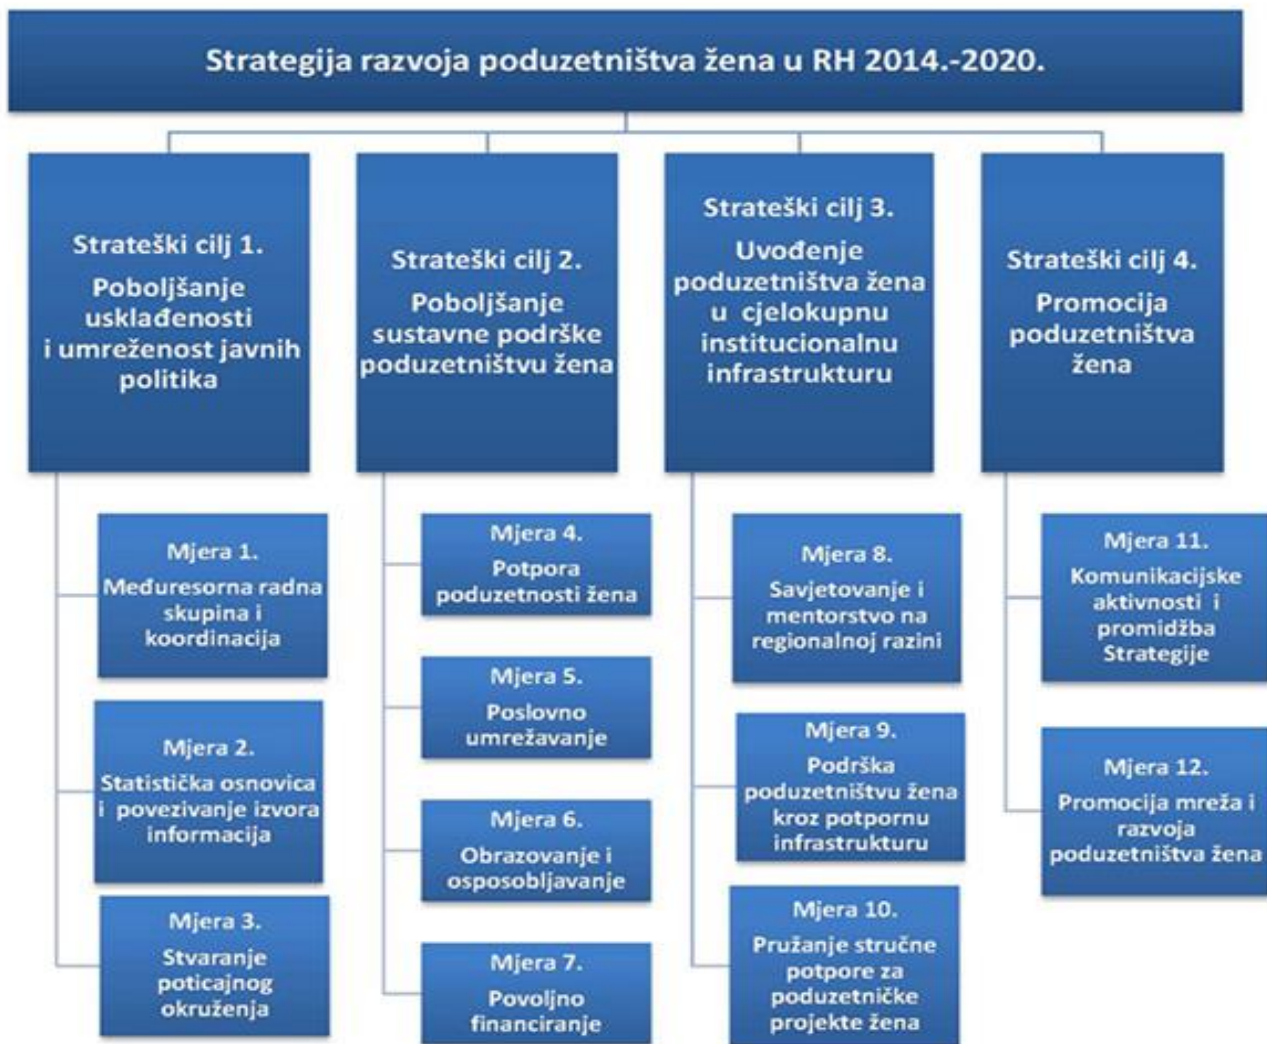 Strategija razvoja poduzetništva žena u RH 2014.-2020.
Strateški cilj 1.
Poboljšanje
usklađenosti
i umreženost javnih
politika
Mjera 1.
Međuresorna radna
skupina i
koordinacija
Mjera 2.
Statistička osnovica
i povezivanje izvora
informacija
Mjera 3.
Stvaranje
poticajnog
okruženja
Strateški cilj 2.
Poboljšanje
sustavne podrške
poduzetništvu žena
Mjera 4.
Potpora
poduzetnosti žena
Mjera 5.
Poslovno
umrežavanje
Mjera 6.
Obrazovanje i
osposobljavanje
Mjera 7.
Povoljno
financiranje
Strateški cilj 3.
Uvođenje
poduzetništva žena
u cjelokupnu
institucionalnu
infrastrukturu
Mjera 8.
Savjetovanje i
mentorstvo na
regionalnoj razini
Mjera 9.
Podrška
poduzetništvu žena
kroz potpornu
infrastrukturu
Mjera 10.
Pružanje stručne
potpore za
poduzetničke
projekte žena
Strateški cilj 4.
Promocija
poduzetništva
žena
Mjera 11.
Komunikacijske
aktivnosti i
promidžba
Strategije
Mjera 12.
Promocija mreža i
razvoja
poduzetništva žena